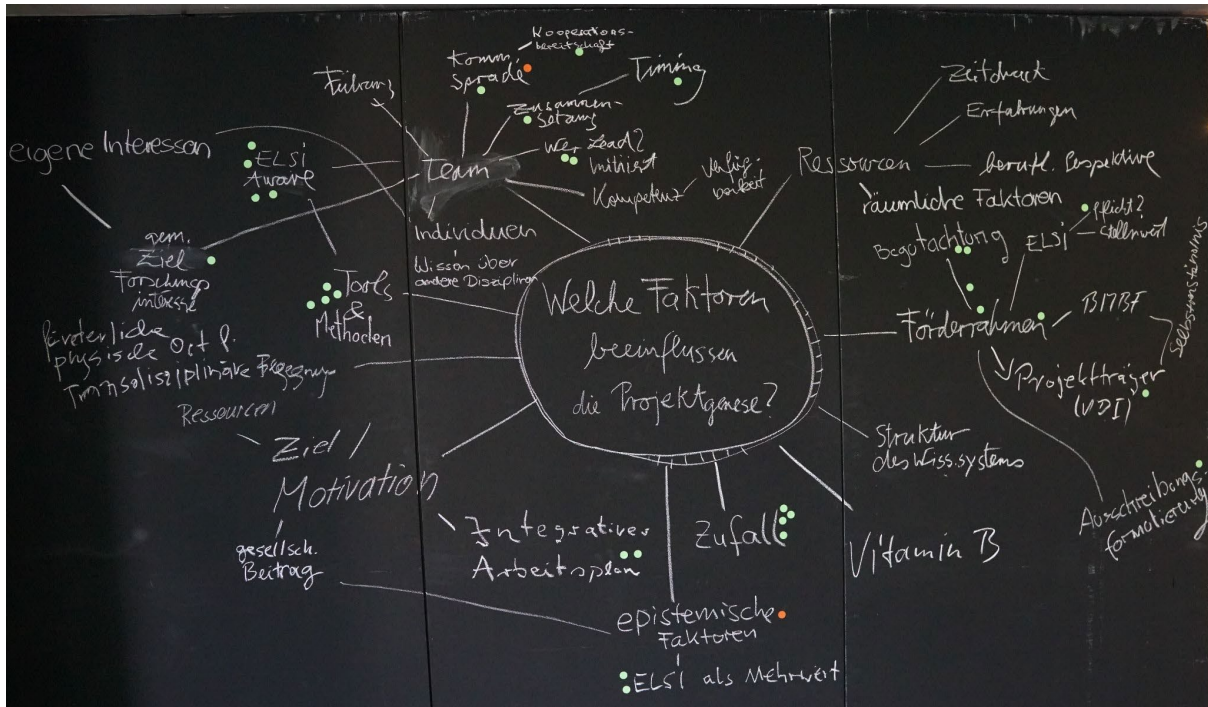 Kooperations-
bereitschaft
Komm.
Sprache
Timing
Führung
Zusammen-
setzung
Wer Lead?
initiiert
Kompetenz
Verfüg-
barkeit
Team
ELSI
Aware
eigene Interessen
gem.
Ziel
Forschungs
interesse
Individuen
Wissen über
andere Disziplinen
Tools
&
Methoden
physische Ort f.
Transdisziplinäre Begegnung
Ressourcen
Ziel /
Motivation
gesellsch.
Beitrag
Integrativer
Arbeitsplan
Welche Faktoren
beeinflussen
die Projektgenese?
Zufall
epistemische
Faktoren
ELSI als Mehrwert
Vitamin B
Struktur
des Wiss.systems
Ressourcen
Zeitdruck
Erfahrungen
berufl. Perspektive
räumliche Faktoren
Begutachtung
ELSI
Pflicht?
Stellenwert
Förderrahmen
BMBF
Projektträger
(VDI)
Selbstverständnis
Ausschreibungs-
formulierung